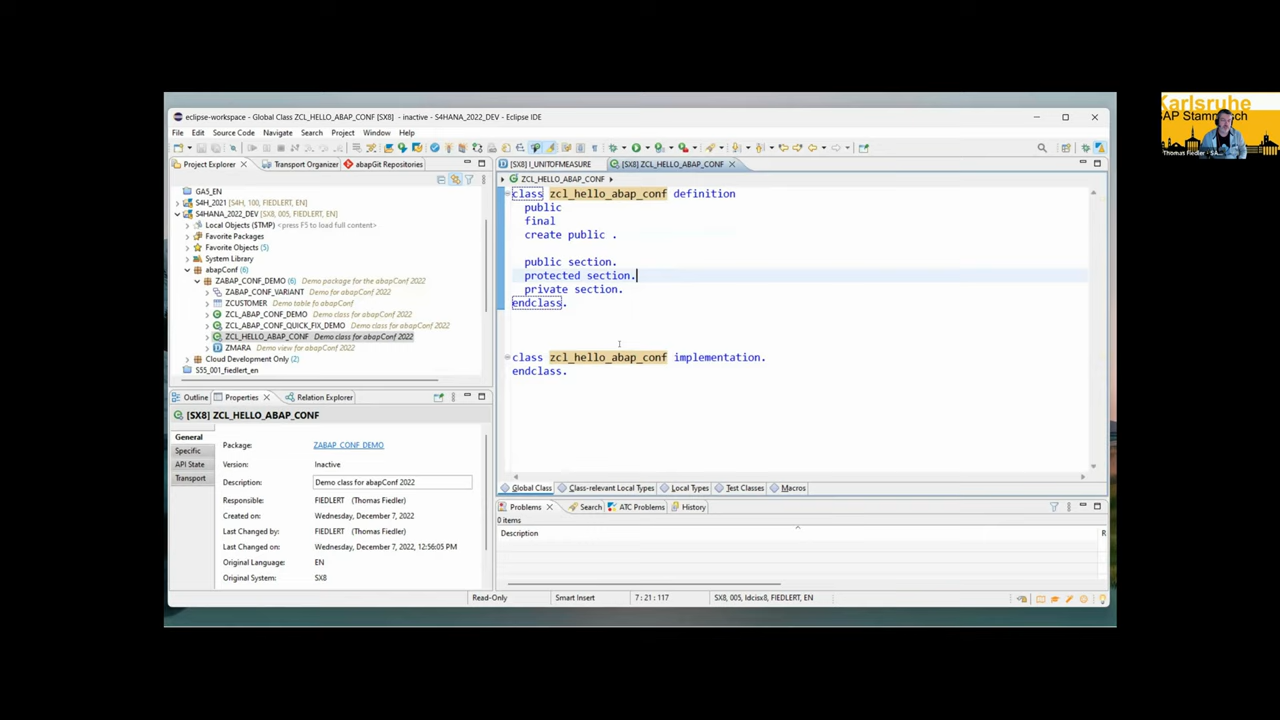 eclipse-workspace - Global Class ZCL_HELLO_ABAP_CONF [SX8] - inactive - S4HANA_2022_DEV - Eclipse IDE
File Edit Source Code Navigate Search Project Window Help
Project Explorer Transport Organizer abapGit Repositories
GA5_EN
S4H_2021 [S4H, 100, FIEDLERT, EN]
S4HANA_2022_DEV [SX8, 005, FIEDLERT, EN]
Local Objects ($TMP) <press F5 to load full content>
Favorite Packages
Favorite Objects (5)
System Library
abapConf (6)
ZABAP_CONF_DEMO (6) Demo package for the abapConf 2022
ZABAP_CONF_VARIANT Demo for abapConf 2022
ZCUSTOMER Demo table fo abapConf
ZCL_ABAP_CONF_DEMO Demo class for abapConf 2022
ZCL_ABAP_CONF_QUICK_FIX_DEMO Demo class for abapConf 2022
ZCL_HELLO_ABAP_CONF Demo class for abapConf 2022
ZMARA Demo view for abapConf 2022
Cloud Development Only (2)
S55_001_fiedlert_en
Outline Properties Relation Explorer
[SX8] ZCL_HELLO_ABAP_CONF
General
Specific
API State
Transport
Package: ZABAP_CONF_DEMO
Version: Inactive
Description: Demo class for abapConf 2022
Responsible: FIEDLERT (Thomas Fiedler)
Created on: Wednesday, December 7, 2022
Last Changed by: FIEDLERT (Thomas Fiedler)
Last Changed on: Wednesday, December 7, 2022, 12:56:05 PM
Original Language: EN
Original System: SX8
[SX8] I_UNITOFMEASURE [SX8] ZCL_HELLO_ABAP_CONF
ZCL_HELLO_ABAP_CONF
class zcl_hello_abap_conf definition
public
final
create public .
public section.
protected section.
private section.
endclass.
class zcl_hello_abap_conf implementation.
endclass.
Global Class Class-relevant Local Types Local Types Test Classes Macros
Problems Search ATC Problems History
0 items
Description R
Read-Only Smart Insert 7 : 21 : 117 SX8, 005, ldcisx8, FIEDLERT, EN
Karlsruhe
SAP Stammtisch
Thomas Fiedler - SA...